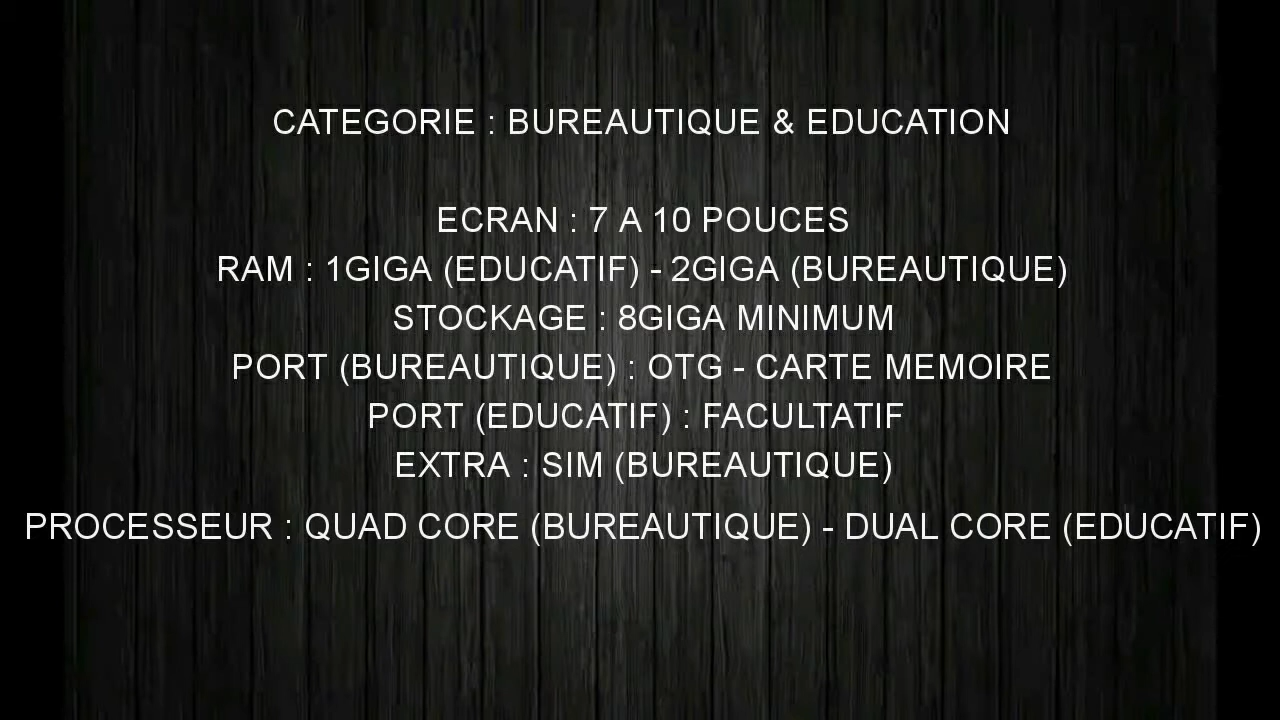 CATEGORIE : BUREAUTIQUE & EDUCATION
ECRAN : 7 A 10 POUCES
RAM : 1GIGA (EDUCATIF) - 2GIGA (BUREAUTIQUE)
STOCKAGE : 8GIGA MINIMUM
PORT (BUREAUTIQUE) : OTG - CARTE MEMOIRE
PORT (EDUCATIF) : FACULTATIF
EXTRA : SIM (BUREAUTIQUE)
PROCESSEUR : QUAD CORE (BUREAUTIQUE) - DUAL CORE (EDUCATIF)